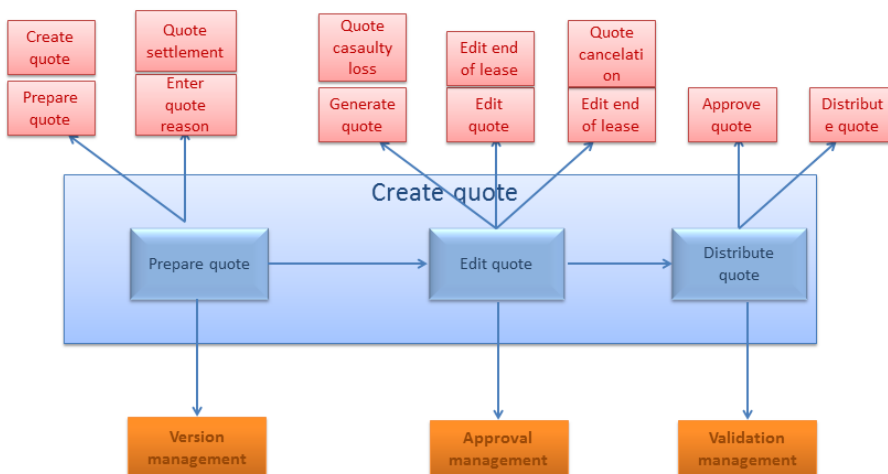 Create
quote
Quote
settlement
Quote
casaulty
loss
Edit end
of lease
Quote
cancelati
on
Prepare
quote
Enter
quote
reason
Generate
quote
Edit
quote
Edit end
of lease
Approve
quote
Distribut
e quote
Create quote
Prepare quote
Edit quote
Distribute
quote
Version
management
Approval
management
Validation
management